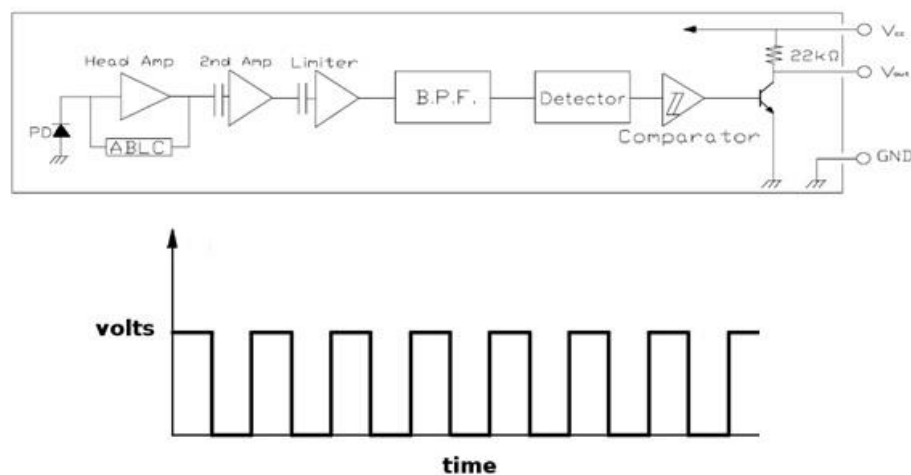 Head Amp
2nd Amp
Limiter
PD
ABLC
B.P.F.
Detector
Comparator
22kΩ
Vcc
Vout
GND
volts
time